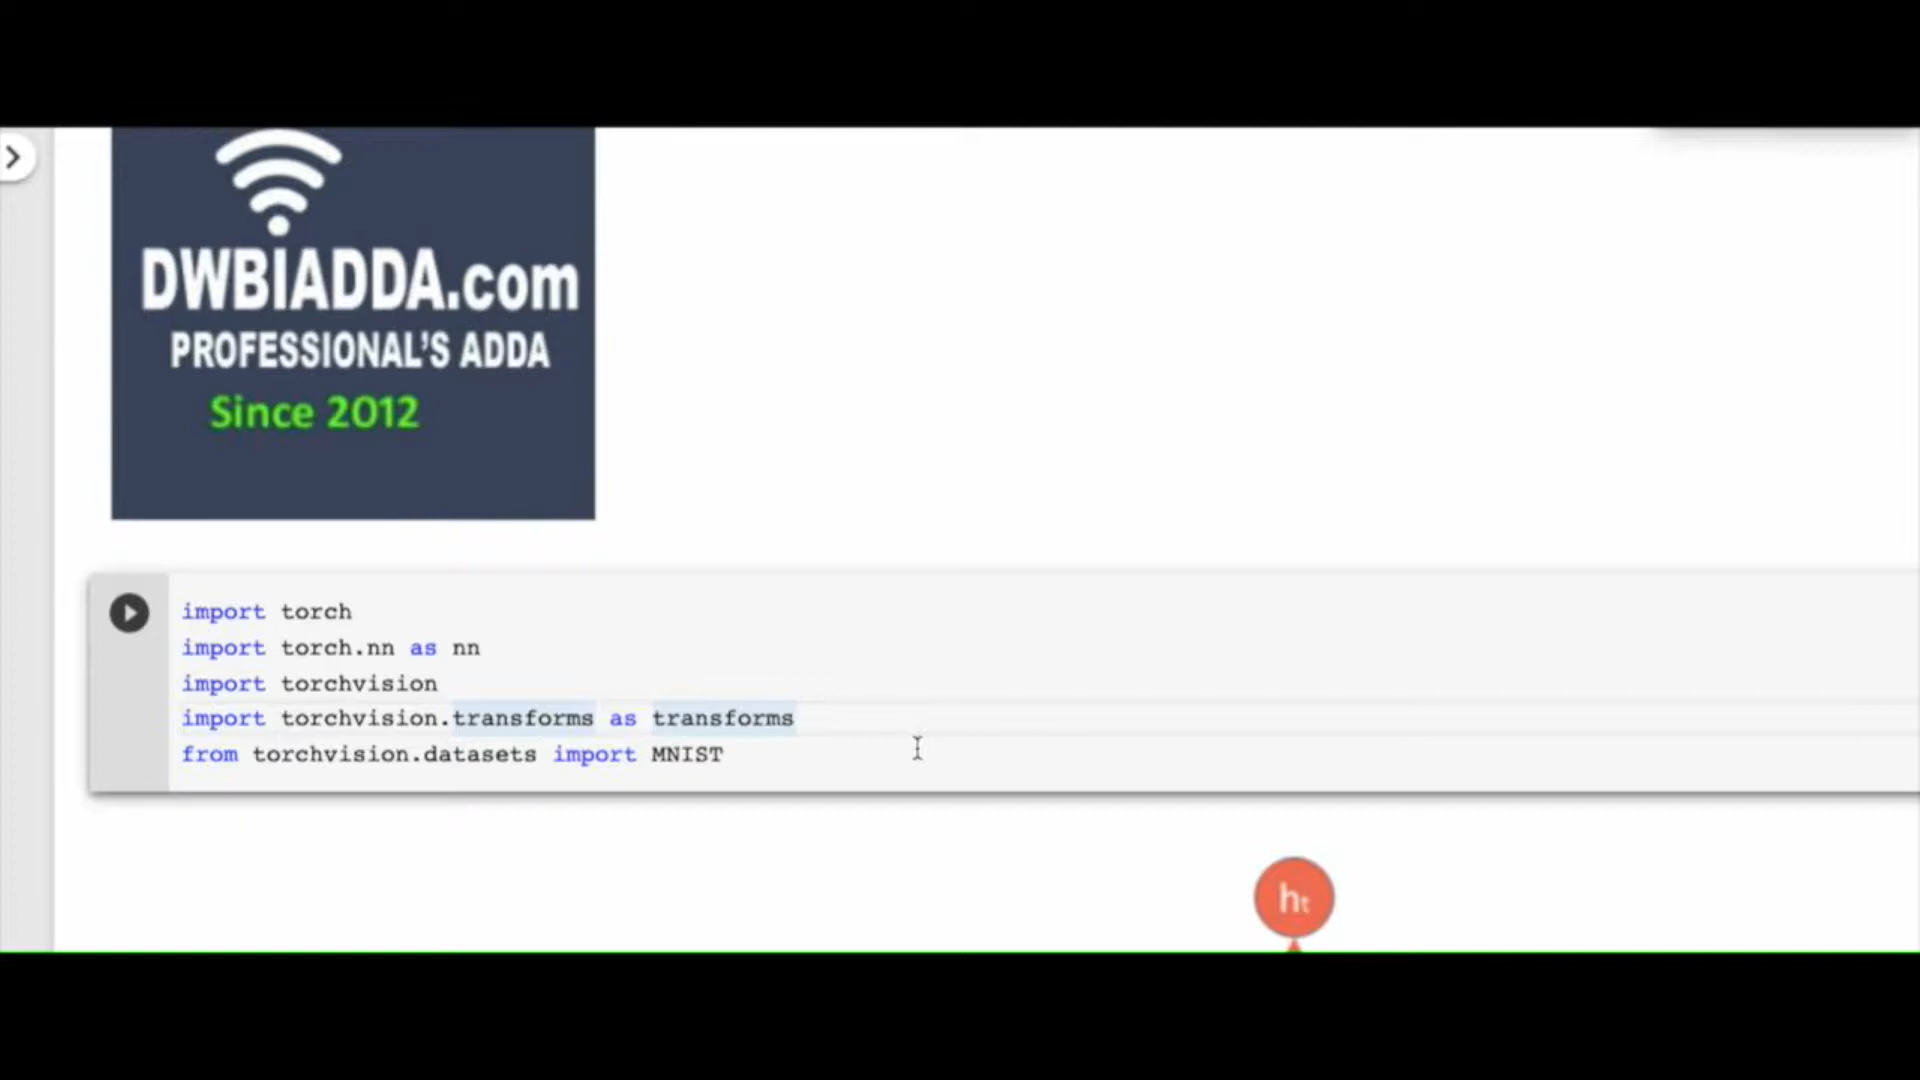 DWBiADDA.com
PROFESSIONAL'S ADDA
Since 2012
import torch
import torch.nn as nn
import torchvision
import torchvision.transforms as transforms
from torchvision.datasets import MNIST
ht